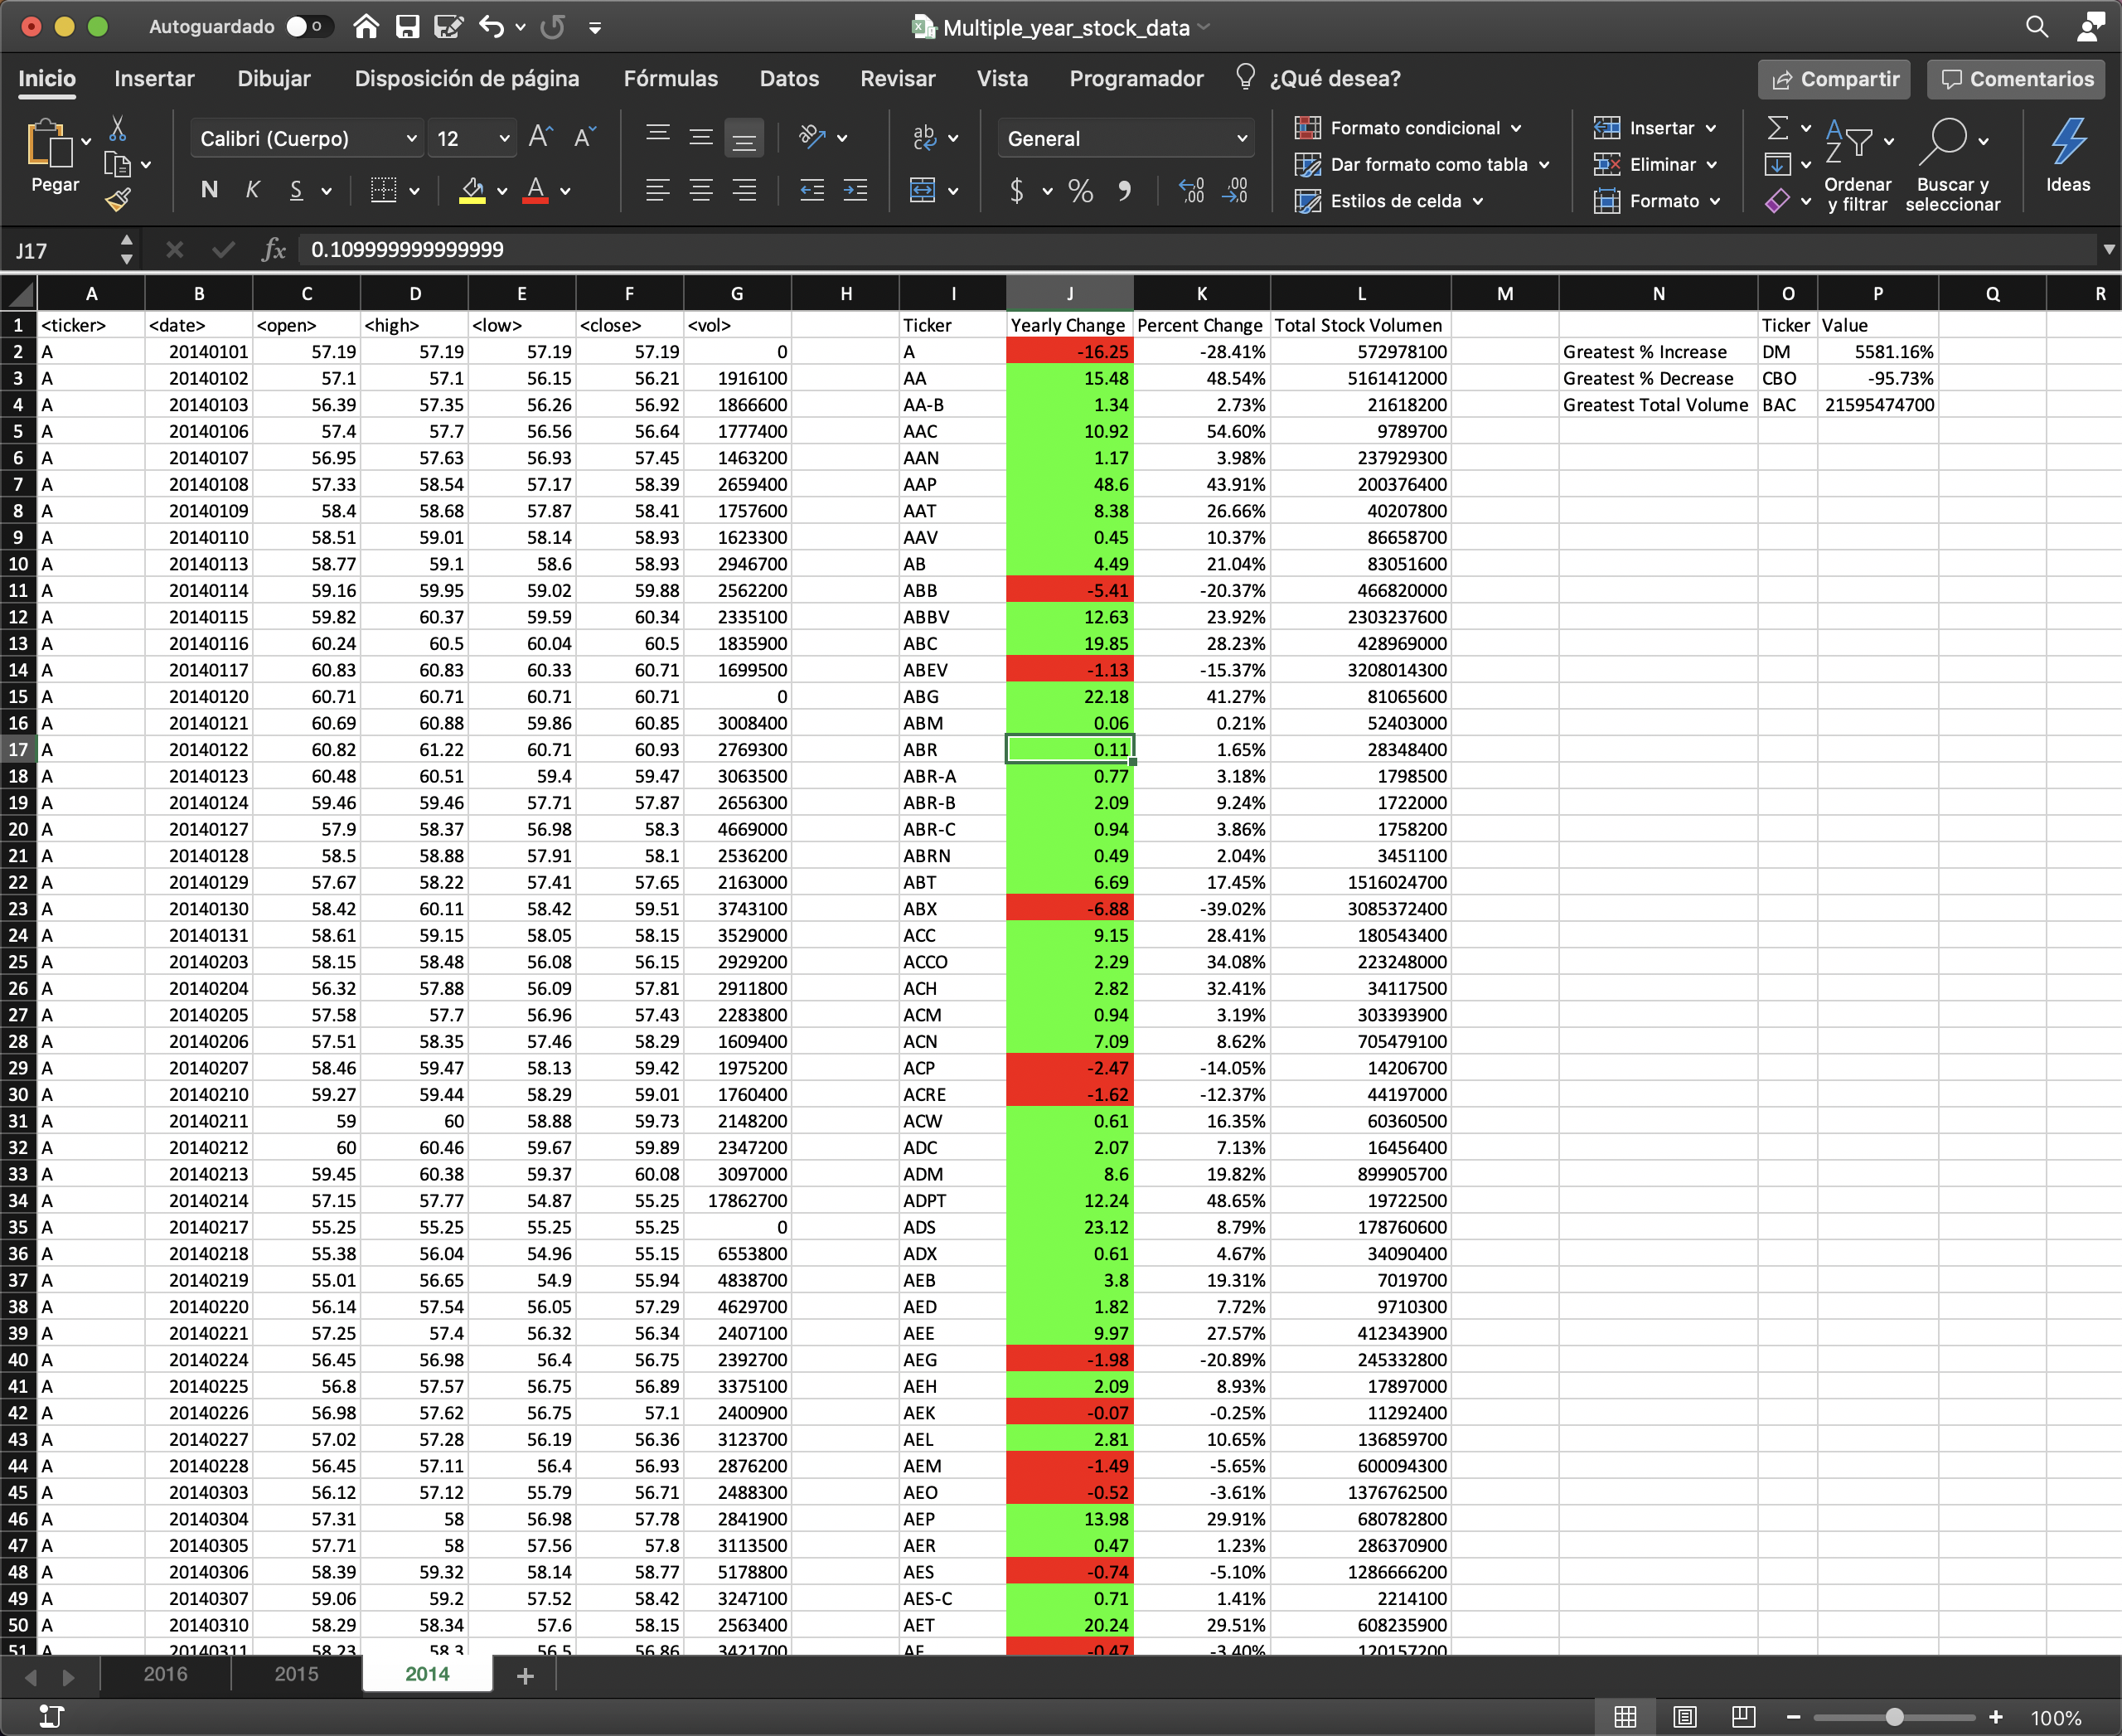 Autoguardado
Multiple_year_stock_data
Inicio Insertar Dibujar Disposición de página Fórmulas Datos Revisar Vista Programador ¿Qué desea? Compartir Comentarios
Pegar
Calibri (Cuerpo) 12
N K S
General
Formato condicional
Dar formato como tabla
Estilos de celda
Insertar
Eliminar
Formato
Ordenar y filtrar
Buscar y seleccionar
Ideas
J17 fx 0.109999999999999
A B C D E F G H I J K L M N O P Q R
1 <ticker> <date> <open> <high> <low> <close> <vol> Ticker Yearly Change Percent Change Total Stock Volumen Ticker Value
2 A 20140101 57.19 57.19 57.19 57.19 0 A -16.25 -28.41% 572978100 Greatest % Increase DM 5581.16%
3 A 20140102 57.1 57.1 56.15 56.21 1916100 AA 15.48 48.54% 5161412000 Greatest % Decrease CBO -95.73%
4 A 20140103 56.39 57.35 56.26 56.92 1866600 AA-B 1.34 2.73% 21618200 Greatest Total Volume BAC 21595474700
5 A 20140106 57.4 57.7 56.56 56.64 1777400 AAC 10.92 54.60% 9789700
6 A 20140107 56.95 57.63 56.93 57.45 1463200 AAN 1.17 3.98% 237929300
7 A 20140108 57.33 58.54 57.17 58.39 2659400 AAP 48.6 43.91% 200376400
8 A 20140109 58.4 58.68 57.87 58.41 1757600 AAT 8.38 26.66% 40207800
9 A 20140110 58.51 59.01 58.14 58.93 1623300 AAV 0.45 10.37% 86658700
10 A 20140113 58.77 59.1 58.6 58.93 2946700 AB 4.49 21.04% 83051600
11 A 20140114 59.16 59.95 59.02 59.88 2562200 ABB -5.41 -20.37% 466820000
12 A 20140115 59.82 60.37 59.59 60.34 2335100 ABBV 12.63 23.92% 2303237600
13 A 20140116 60.24 60.5 60.04 60.5 1835900 ABC 19.85 28.23% 428969000
14 A 20140117 60.83 60.83 60.33 60.71 1699500 ABEV -1.13 -15.37% 3208014300
15 A 20140120 60.71 60.71 60.71 60.71 0 ABG 22.18 41.27% 81065600
16 A 20140121 60.69 60.88 59.86 60.85 3008400 ABM 0.06 0.21% 52403000
17 A 20140122 60.82 61.22 60.71 60.93 2769300 ABR 0.11 1.65% 28348400
18 A 20140123 60.48 60.51 59.4 59.47 3063500 ABR-A 0.77 3.18% 1798500
19 A 20140124 59.46 59.46 57.71 57.87 2656300 ABR-B 2.09 9.24% 1722000
20 A 20140127 57.9 58.37 56.98 58.3 4669000 ABR-C 0.94 3.86% 1758200
21 A 20140128 58.5 58.88 57.91 58.1 2536200 ABRN 0.49 2.04% 3451100
22 A 20140129 57.67 58.22 57.41 57.65 2163000 ABT 6.69 17.45% 1516024700
23 A 20140130 58.42 60.11 58.42 59.51 3743100 ABX -6.88 -39.02% 3085372400
24 A 20140131 58.61 59.15 58.05 58.15 3529000 ACC 9.15 28.41% 180543400
25 A 20140203 58.15 58.48 56.08 56.15 2929200 ACCO 2.29 34.08% 223248000
26 A 20140204 56.32 57.88 56.09 57.81 2911800 ACH 2.82 32.41% 34117500
27 A 20140205 57.58 57.7 56.96 57.43 2283800 ACM 0.94 3.19% 303393900
28 A 20140206 57.51 58.35 57.46 58.29 1609400 ACN 7.09 8.62% 705479100
29 A 20140207 58.46 59.47 58.13 59.42 1975200 ACP -2.47 -14.05% 14206700
30 A 20140210 59.27 59.44 58.29 59.01 1760400 ACRE -1.62 -12.37% 44197000
31 A 20140211 59 60 58.88 59.73 2148200 ACW 0.61 16.35% 60360500
32 A 20140212 60 60.46 59.67 59.89 2347200 ADC 2.07 7.13% 16456400
33 A 20140213 59.45 60.38 59.37 60.08 3097000 ADM 8.6 19.82% 899905700
34 A 20140214 57.15 57.77 54.87 55.25 17862700 ADPT 12.24 48.65% 19722500
35 A 20140217 55.25 55.25 55.25 55.25 0 ADS 23.12 8.79% 178760600
36 A 20140218 55.38 56.04 54.96 55.15 6553800 ADX 0.61 4.67% 34090400
37 A 20140219 55.01 56.65 54.9 55.94 4838700 AEB 3.8 19.31% 7019700
38 A 20140220 56.14 57.54 56.05 57.29 4629700 AED 1.82 7.72% 9710300
39 A 20140221 57.25 57.4 56.32 56.34 2407100 AEE 9.97 27.57% 412343900
40 A 20140224 56.45 56.98 56.4 56.75 2392700 AEG -1.98 -20.89% 245332800
41 A 20140225 56.8 57.57 56.75 56.89 3375100 AEH 2.09 8.93% 17897000
42 A 20140226 56.98 57.62 56.75 57.1 2400900 AEK -0.07 -0.25% 11292400
43 A 20140227 57.02 57.28 56.19 56.36 3123700 AEL 2.81 10.65% 136859700
44 A 20140228 56.45 57.11 56.4 56.93 2876200 AEM -1.49 -5.65% 600094300
45 A 20140303 56.12 57.12 55.79 56.71 2488300 AEO -0.52 -3.61% 1376762500
46 A 20140304 57.31 58 56.98 57.78 2841900 AEP 13.98 29.91% 680782800
47 A 20140305 57.71 58 57.56 57.8 3113500 AER 0.47 1.23% 286370900
48 A 20140306 58.39 59.32 58.14 58.77 5178800 AES -0.74 -5.10% 1286666200
49 A 20140307 59.06 59.2 57.52 58.42 3247100 AES-C 0.71 1.41% 2214100
50 A 20140310 58.29 58.34 57.6 58.15 2563400 AET 20.24 29.51% 608235900
51 A 20140311 58.23 58.3 56.5 56.86 3421700 AF -0.47 -3.40% 120157200
2016 2015 2014
100%